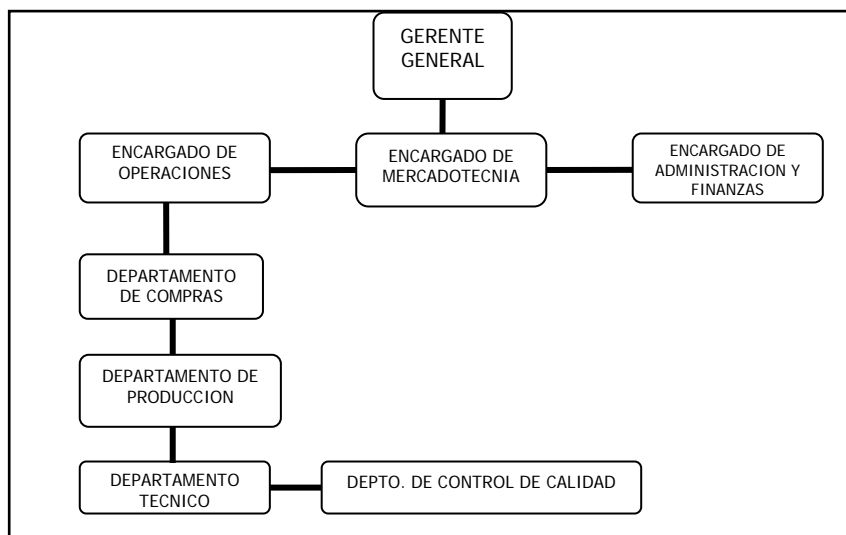 GERENTE
GENERAL
ENCARGADO DE
OPERACIONES
ENCARGADO DE
MERCADOTECNIA
ENCARGADO DE
ADMINISTRACION Y
FINANZAS
DEPARTAMENTO
DE COMPRAS
DEPARTAMENTO DE
PRODUCCION
DEPARTAMENTO
TECNICO
DEPTO. DE CONTROL DE CALIDAD